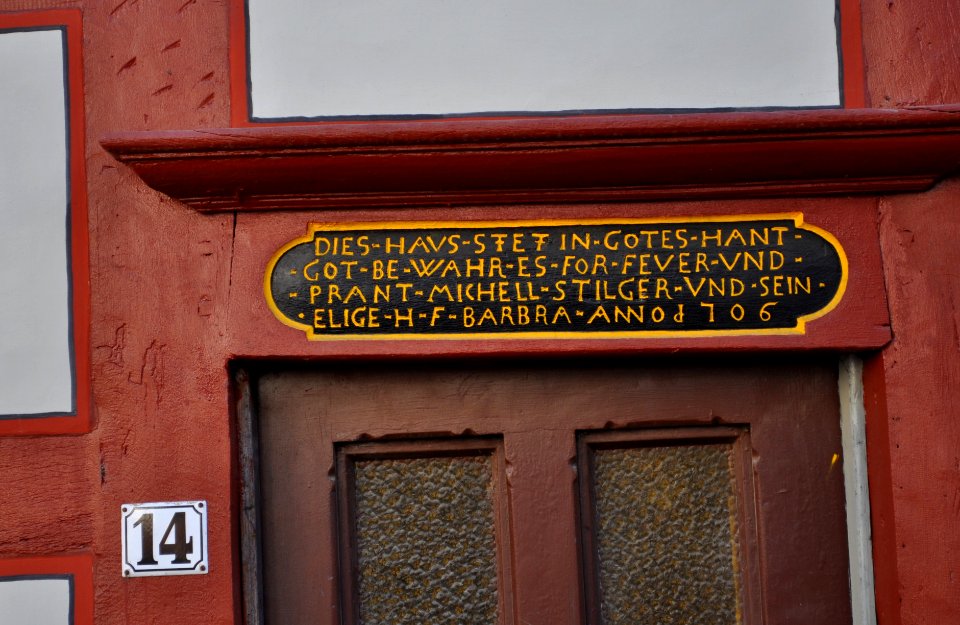 DIES-HAVS-STET IN-GOTES-HANT-
-GOT-BE-WAHR-ES-FOR-FEVER-VND-
-PRANT-MICHELL-STILGER-VND-SEIN-
·ELIGE-H-F-BARBRA-ANNO 1706
14